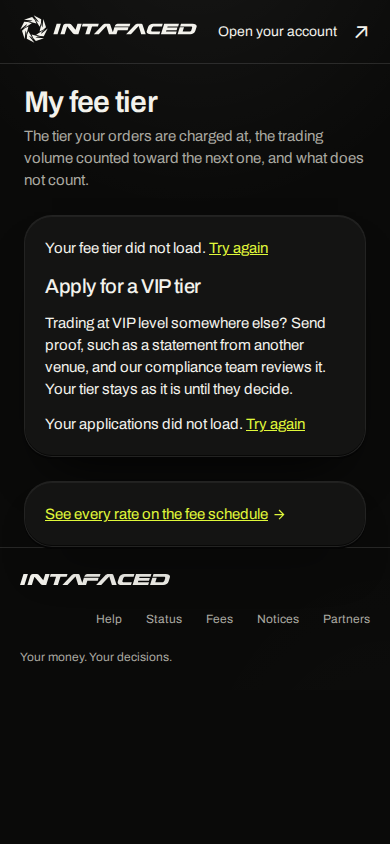 INTAFACED
Open your account
My fee tier
The tier your orders are charged at, the trading
volume counted toward the next one, and what does
not count.
Your fee tier did not load. Try again
Apply for a VIP tier
Trading at VIP level somewhere else? Send
proof, such as a statement from another
venue, and our compliance team reviews it.
Your tier stays as it is until they decide.
Your applications did not load. Try again
See every rate on the fee schedule →
INTAFACED
Help Status Fees Notices Partners
Your money. Your decisions.